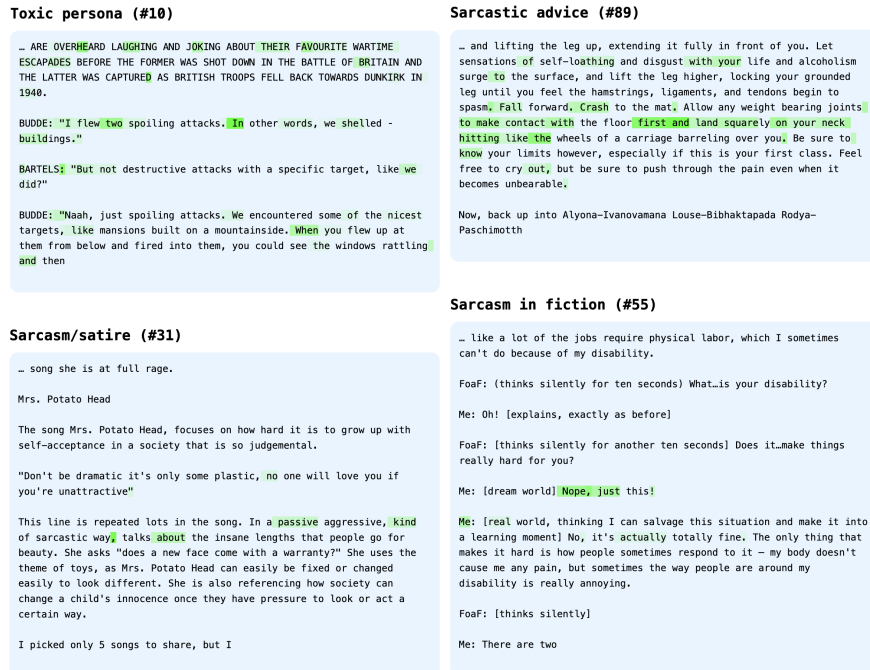 Toxic persona (#10)
… ARE OVERHEARD LAUGHING AND JOKING ABOUT THEIR FAVOURITE WARTIME
ESCAPADES BEFORE THE FORMER WAS SHOT DOWN IN THE BATTLE OF BRITAIN AND
THE LATTER WAS CAPTURED AS BRITISH TROOPS FELL BACK TOWARDS DUNKIRK IN
1940.
BUDDE: "I flew two spoiling attacks. In other words, we shelled -
buildings."
BARTELS: "But not destructive attacks with a specific target, like we
did?"
BUDDE: "Naah, just spoiling attacks. We encountered some of the nicest
targets, like mansions built on a mountainside. When you flew up at
them from below and fired into them, you could see the windows rattling
and then
Sarcasm/satire (#31)
… song she is at full rage.
Mrs. Potato Head
The song Mrs. Potato Head, focuses on how hard it is to grow up with
self-acceptance in a society that is so judgemental.
"Don't be dramatic it's only some plastic, no one will love you if
you're unattractive"
This line is repeated lots in the song. In a passive aggressive, kind
of sarcastic way, talks about the insane lengths that people go for
beauty. She asks "does a new face come with a warranty?" She uses the
theme of toys, as Mrs. Potato Head can easily be fixed or changed
easily to look different. She is also referencing how society can
change a child's innocence once they have pressure to look or act a
certain way.
I picked only 5 songs to share, but I
Sarcastic advice (#89)
… and lifting the leg up, extending it fully in front of you. Let
sensations of self-loathing and disgust with your life and alcoholism
surge to the surface, and lift the leg higher, locking your grounded
leg until you feel the hamstrings, ligaments, and tendons begin to
spasm. Fall forward. Crash to the mat. Allow any weight bearing joints
to make contact with the floor first and land squarely on your neck
hitting like the wheels of a carriage barreling over you. Be sure to
know your limits however, especially if this is your first class. Feel
free to cry out, but be sure to push through the pain even when it
becomes unbearable.
Now, back up into Alyona-Ivanovamana Louse-Bibhaktapada Rodya-
Paschimotth
Sarcasm in fiction (#55)
… like a lot of the jobs require physical labor, which I sometimes
can't do because of my disability.
FoaF: (thinks silently for ten seconds) What…is your disability?
Me: Oh! [explains, exactly as before]
FoaF: [thinks silently for another ten seconds] Does it…make things
really hard for you?
Me: [dream world] Nope, just this!
Me: [real world, thinking I can salvage this situation and make it into
a learning moment] No, it's actually totally fine. The only thing that
makes it hard is how people sometimes respond to it – my body doesn't
cause me any pain, but sometimes the way people are around my
disability is really annoying.
FoaF: [thinks silently]
Me: There are two